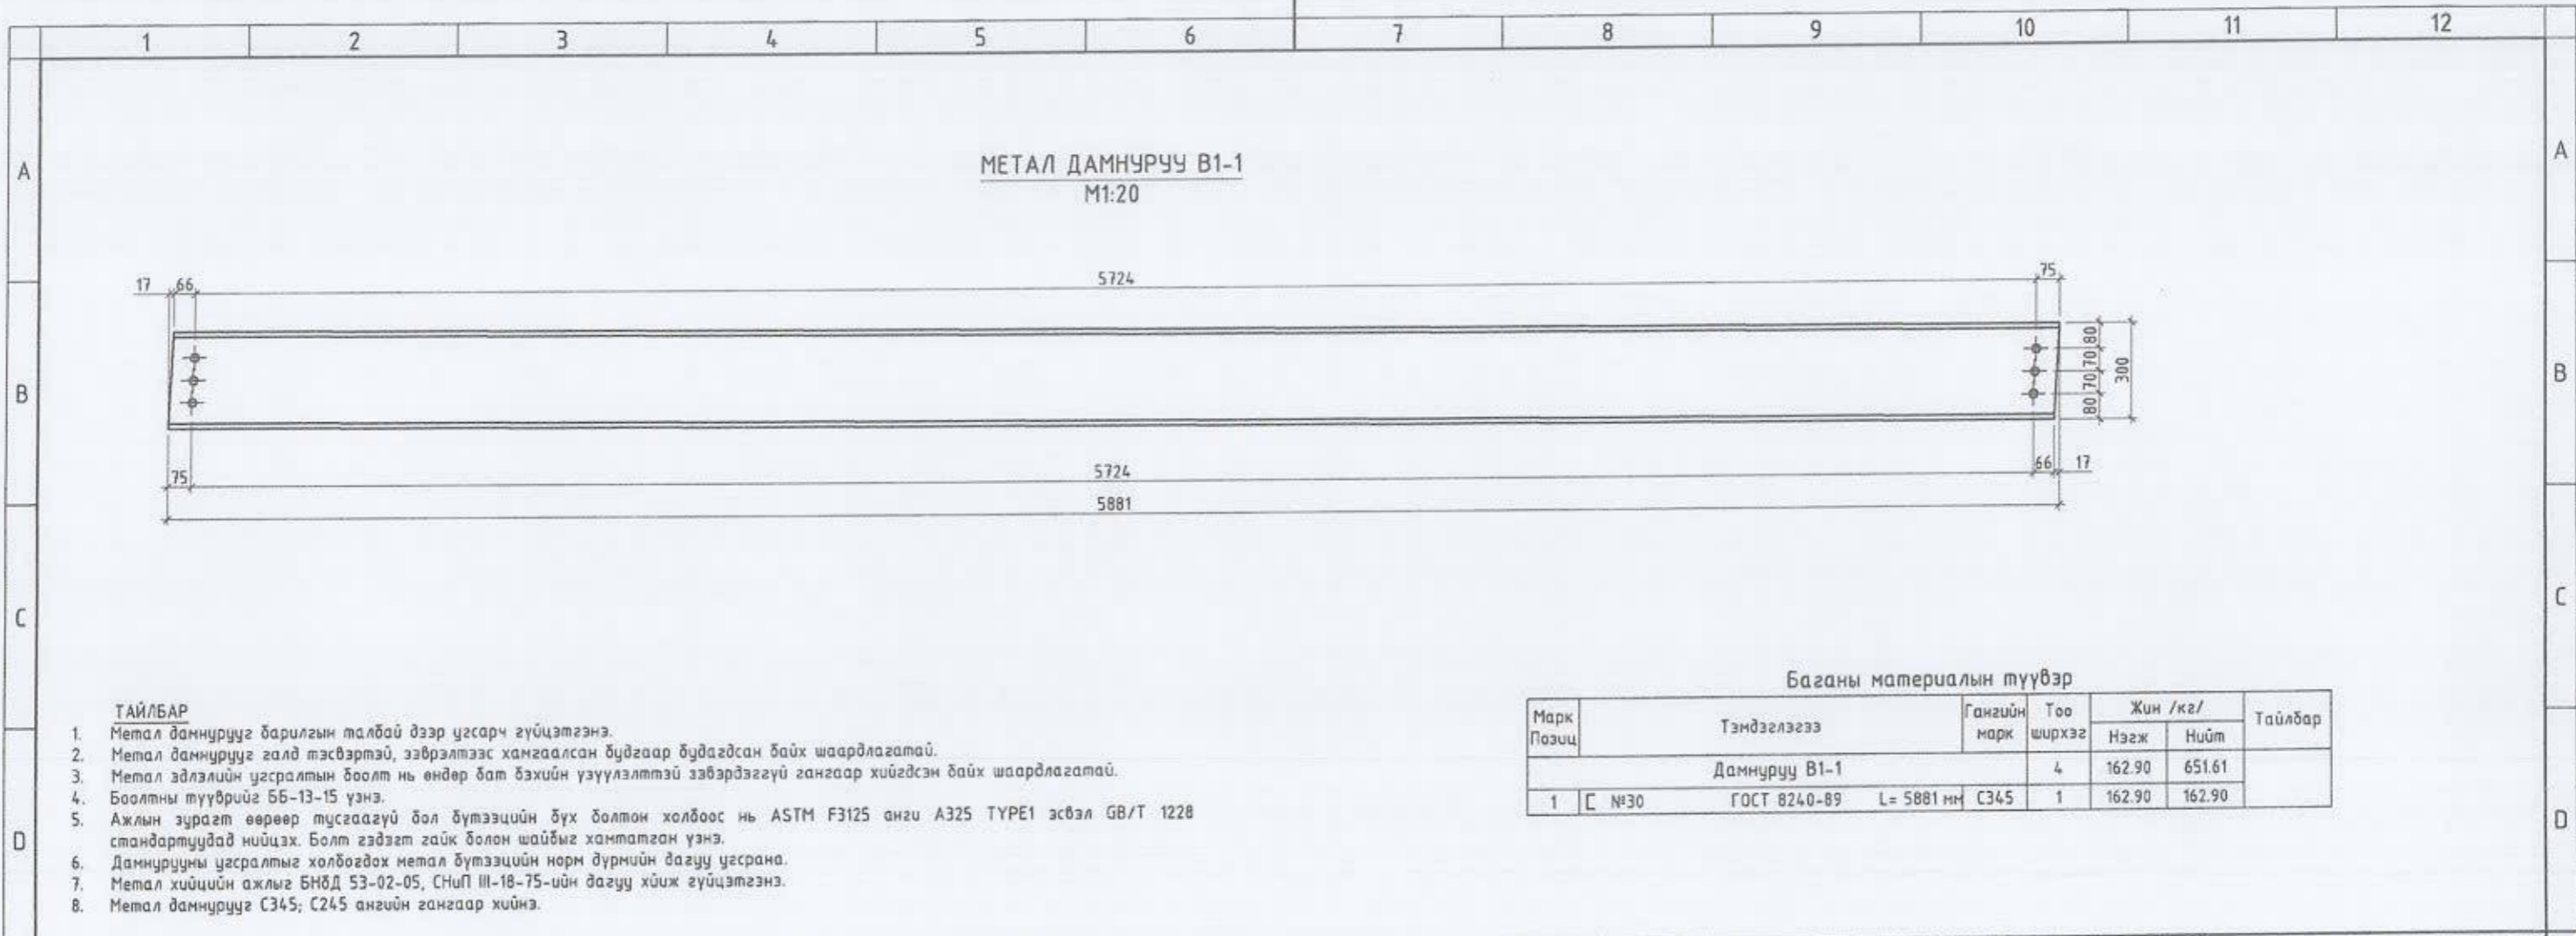 1 2 3 4 5 6 7 8 9 10 11 12
A A
МЕТАЛ ДАМНУРУУ B1-1
М1:20
17 66 5724 75
B B
80 70 70 80
300
75 5724 66 17
5881
C C
ТАЙЛБАР
1. Метал дамнурууг барилгын талбай дээр угсарч гүйцэтгэнэ.
2. Метал дамнурууг галд тэсвэртэй, зэврэлтээс хамгаалсан будгаар будагдсан байх шаардлагатай.
3. Метал эдлэлийн угсралтын боолт нь өндөр бат бэхийн үзүүлэлттэй зэвэрдэггүй гангаар хийгдсэн байх шаардлагатай.
4. Боолтны түүврийг ББ-13-15 үзнэ.
5. Ажлын зурагт өөрөөр тусгаагүй бол бүтээцийн бүх болтон холбоос нь ASTM F3125 анги A325 TYPE1 эсвэл GB/T 1228
стандартуудад нийцэх. Болт гэдэгт гайк болон шайбыг хамтатган үзнэ.
6. Дамнурууны угсралтыг холбогдох метал бүтээцийн норм дүрмийн дагуу угсрана.
7. Метал хийцийн ажлыг БНбД 53-02-05, СНиП III-18-75-ийн дагуу хийж гүйцэтгэнэ.
8. Метал дамнурууг С345; С245 ангийн гангаар хийнэ.
Баганы материалын түүвэр
Марк Позиц Тэмдэглэгээ Гангийн марк Тоо ширхэг Жин /кг/ Тайлбар
Нэгж Нийт
Дамнуруу B1-1 4 162.90 651.61
1 [ №30 ГОСТ 8240-89 L= 5881 мм С345 1 162.90 162.90
D D